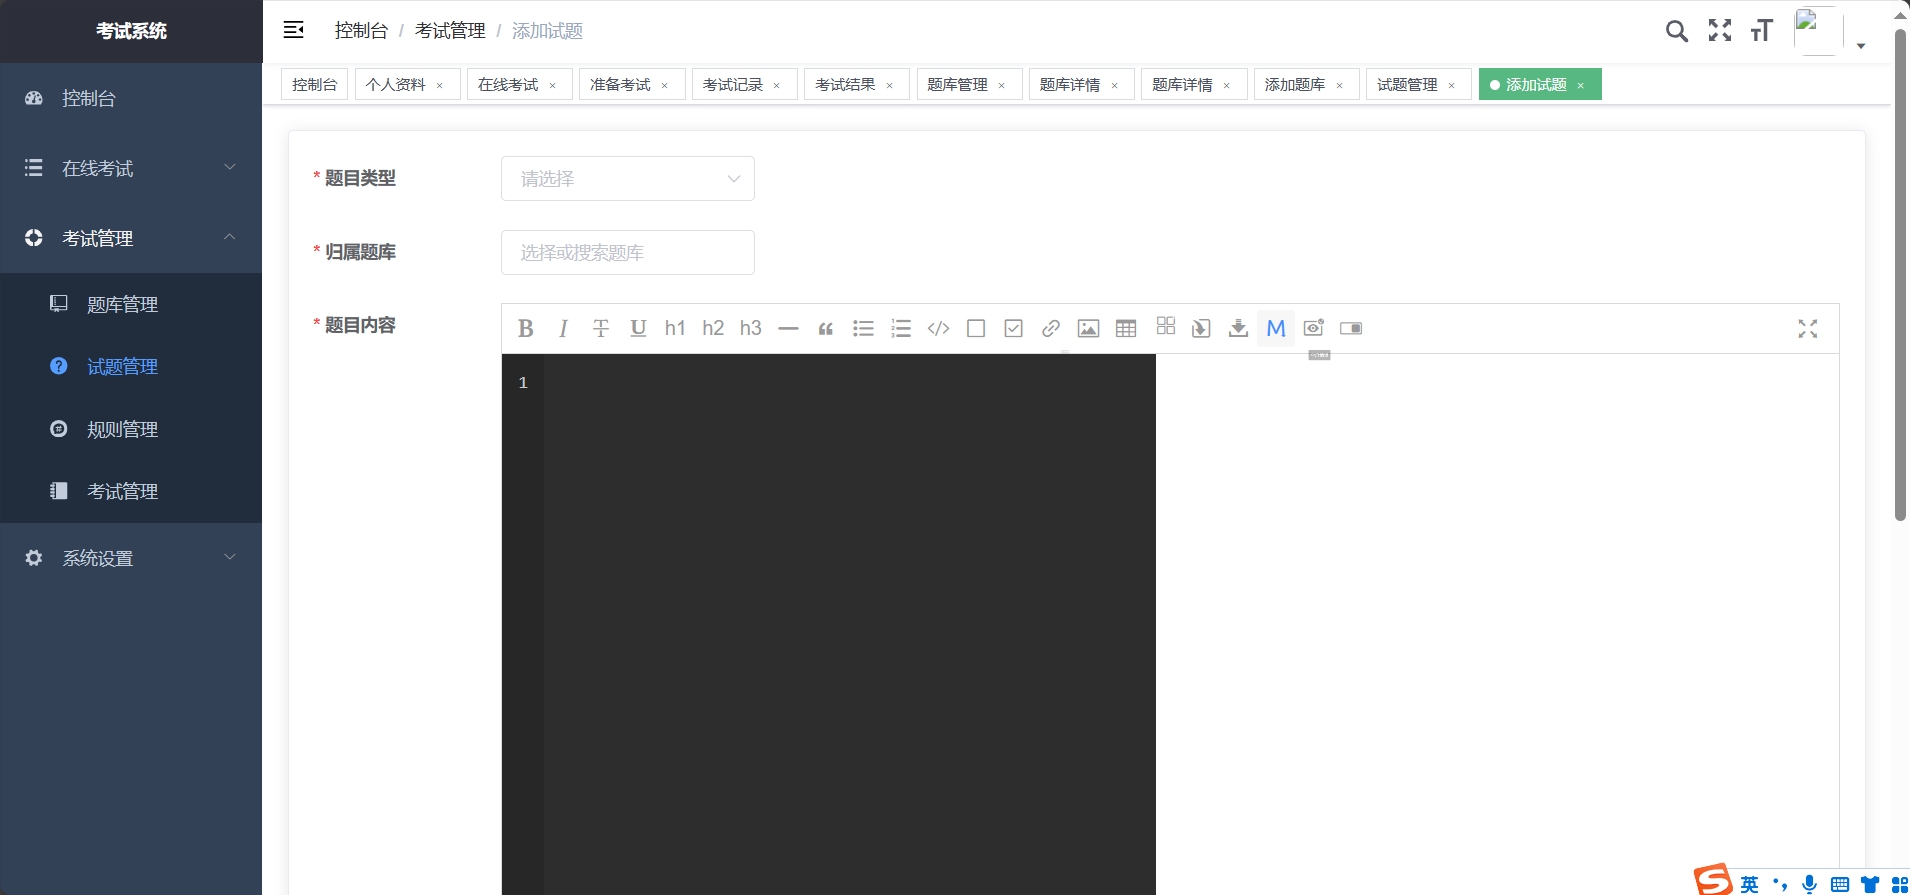 考试系统
控制台 / 考试管理 / 添加试题
控制台
个人资料 ×
在线考试 ×
准备考试 ×
考试记录 ×
考试结果 ×
题库管理 ×
题库详情 ×
题库详情 ×
添加题库 ×
试题管理 ×
添加试题 ×
控制台
在线考试
考试管理
题库管理
试题管理
规则管理
考试管理
系统设置
* 题目类型
请选择
* 归属题库
选择或搜索题库
* 题目内容
B I T U h1 h2 h3
1
英